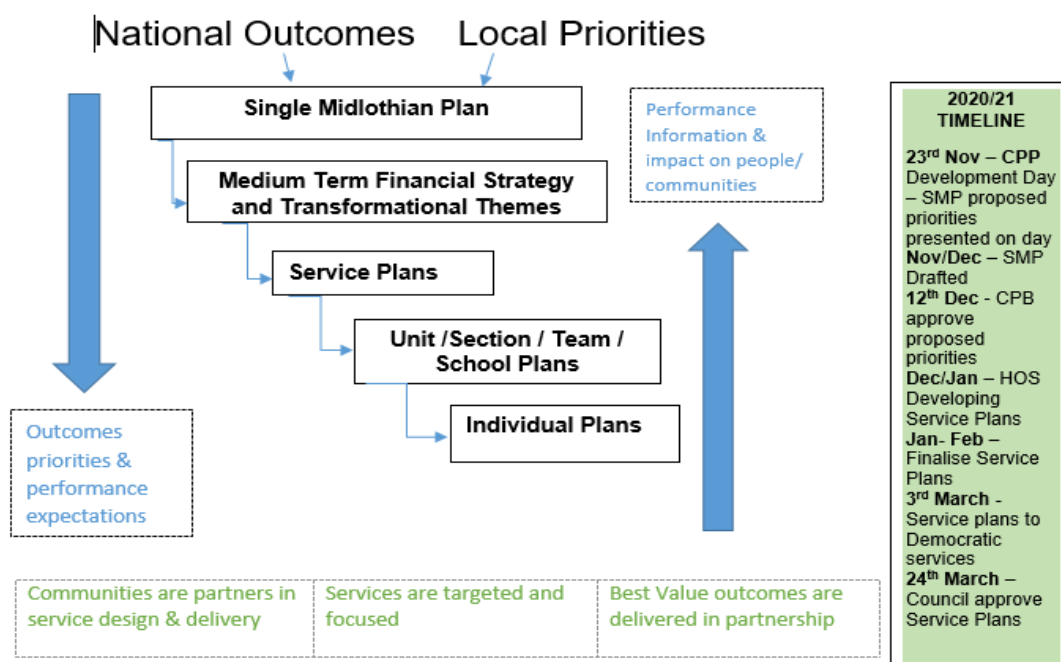 National Outcomes Local Priorities
Single Midlothian Plan
Medium Term Financial Strategy
and Transformational Themes
Service Plans
Unit /Section / Team /
School Plans
Individual Plans
Outcomes
priorities &
performance
expectations
Performance
Information &
impact on people/
communities
Communities are partners in
service design & delivery
Services are targeted and
focused
Best Value outcomes are
delivered in partnership
2020/21
TIMELINE
23rd Nov – CPP
Development Day
– SMP proposed
priorities
presented on day
Nov/Dec – SMP
Drafted
12th Dec - CPB
approve
proposed
priorities
Dec/Jan – HOS
Developing
Service Plans
Jan- Feb –
Finalise Service
Plans
3rd March -
Service plans to
Democratic
services
24th March –
Council approve
Service Plans